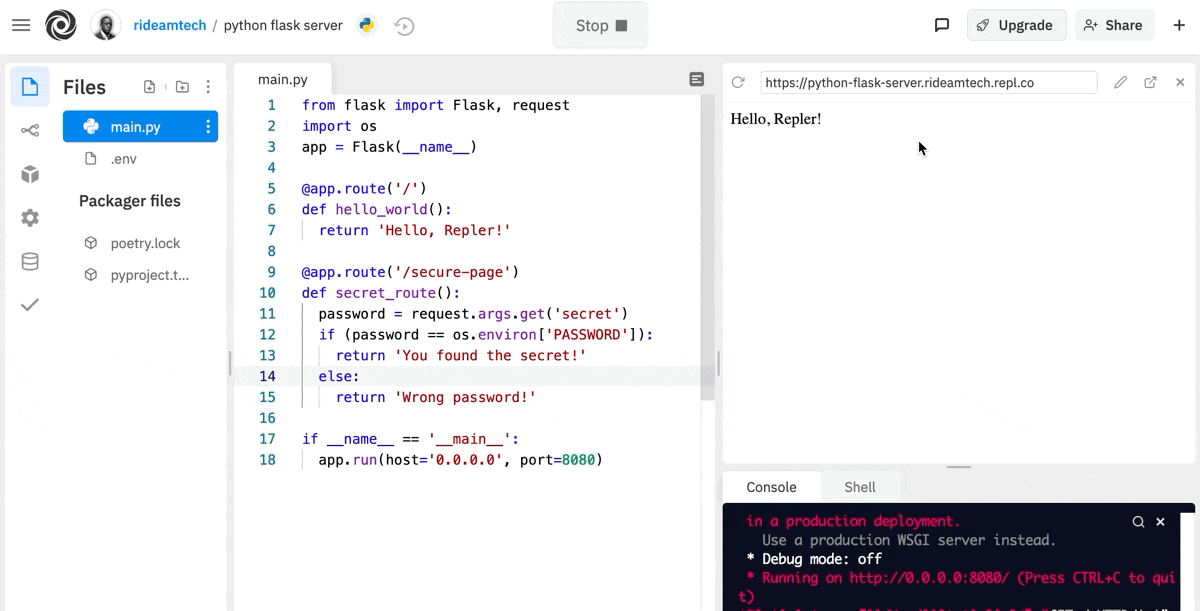 rideamtech / python flask server
Stop
Upgrade
Share
Files
main.py
.env
Packager files
poetry.lock
pyproject.t...
main.py
1 from flask import Flask, request
2 import os
3 app = Flask(__name__)
4
5 @app.route('/')
6 def hello_world():
7 return 'Hello, Repler!'
8
9 @app.route('/secure-page')
10 def secret_route():
11 password = request.args.get('secret')
12 if (password == os.environ['PASSWORD']):
13 return 'You found the secret!'
14 else:
15 return 'Wrong password!'
16
17 if __name__ == '__main__':
18 app.run(host='0.0.0.0', port=8080)
https://python-flask-server.rideamtech.repl.co
Hello, Repler!
Console
Shell
in a production deployment.
Use a production WSGI server instead.
* Debug mode: off
* Running on http://0.0.0.0:8080/ (Press CTRL+C to qui
t)